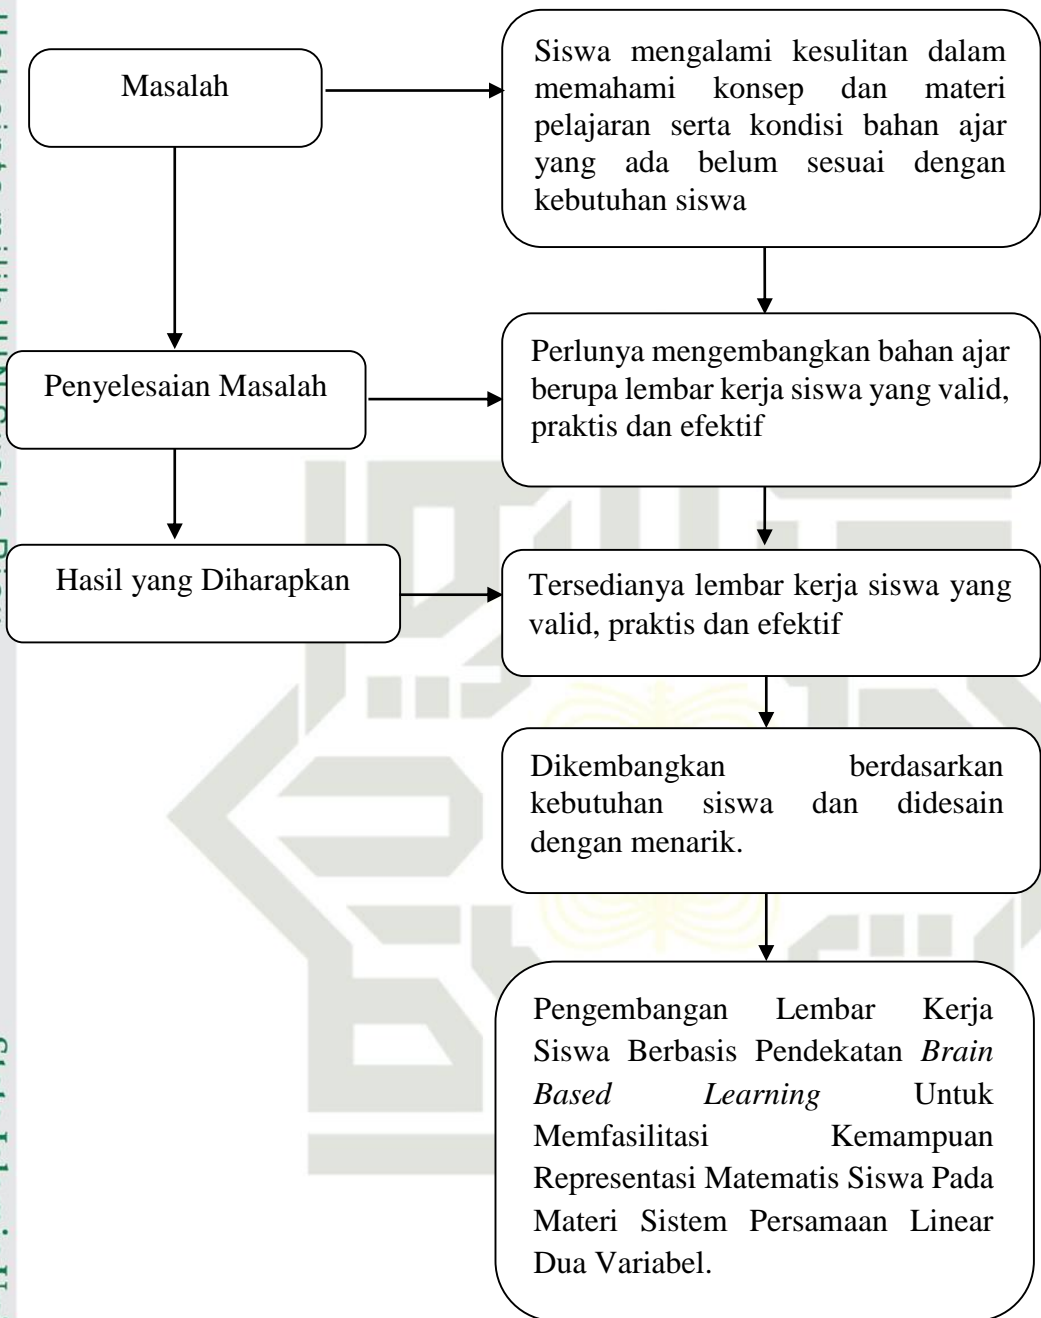 Masalah
Siswa mengalami kesulitan dalam
memahami konsep dan materi
pelajaran serta kondisi bahan ajar
yang ada belum sesuai dengan
kebutuhan siswa
Penyelesaian Masalah
Perlunya mengembangkan bahan ajar
berupa lembar kerja siswa yang valid,
praktis dan efektif
Hasil yang Diharapkan
Tersedianya lembar kerja siswa yang
valid, praktis dan efektif
Dikembangkan berdasarkan
kebutuhan siswa dan didesain
dengan menarik.
Pengembangan Lembar Kerja
Siswa Berbasis Pendekatan Brain
Based Learning Untuk
Memfasilitasi Kemampuan
Representasi Matematis Siswa Pada
Materi Sistem Persamaan Linear
Dua Variabel.